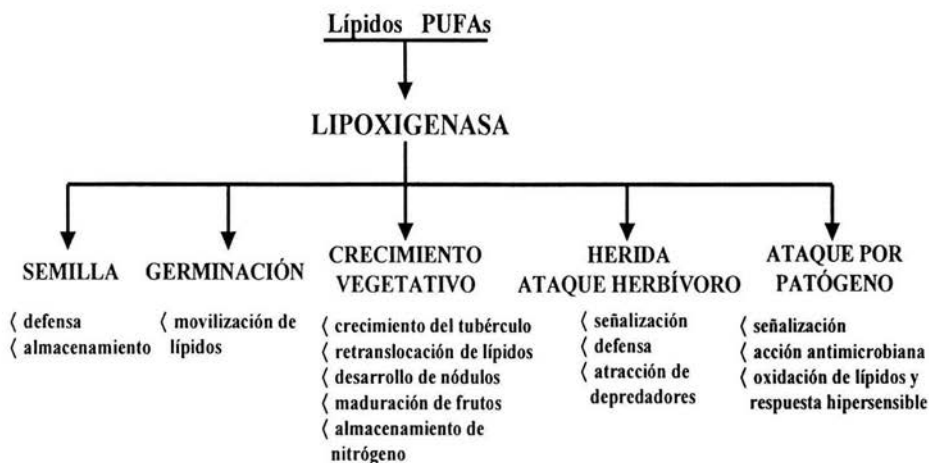 Lípidos PUFAs
LIPOXIGENASA
SEMILLA
〈 defensa
〈 almacenamiento
GERMINACIÓN
〈 movilización de
lípidos
CRECIMIENTO
VEGETATIVO
〈 crecimiento del tubérculo
〈 retranslocación de lípidos
〈 desarrollo de nódulos
〈 maduración de frutos
〈 almacenamiento de
nitrógeno
HERIDA
ATAQUE HERBÍVORO
〈 señalización
〈 defensa
〈 atracción de
depredadores
ATAQUE POR
PATÓGENO
〈 señalización
〈 acción antimicrobiana
〈 oxidación de lípidos y
respuesta hipersensible